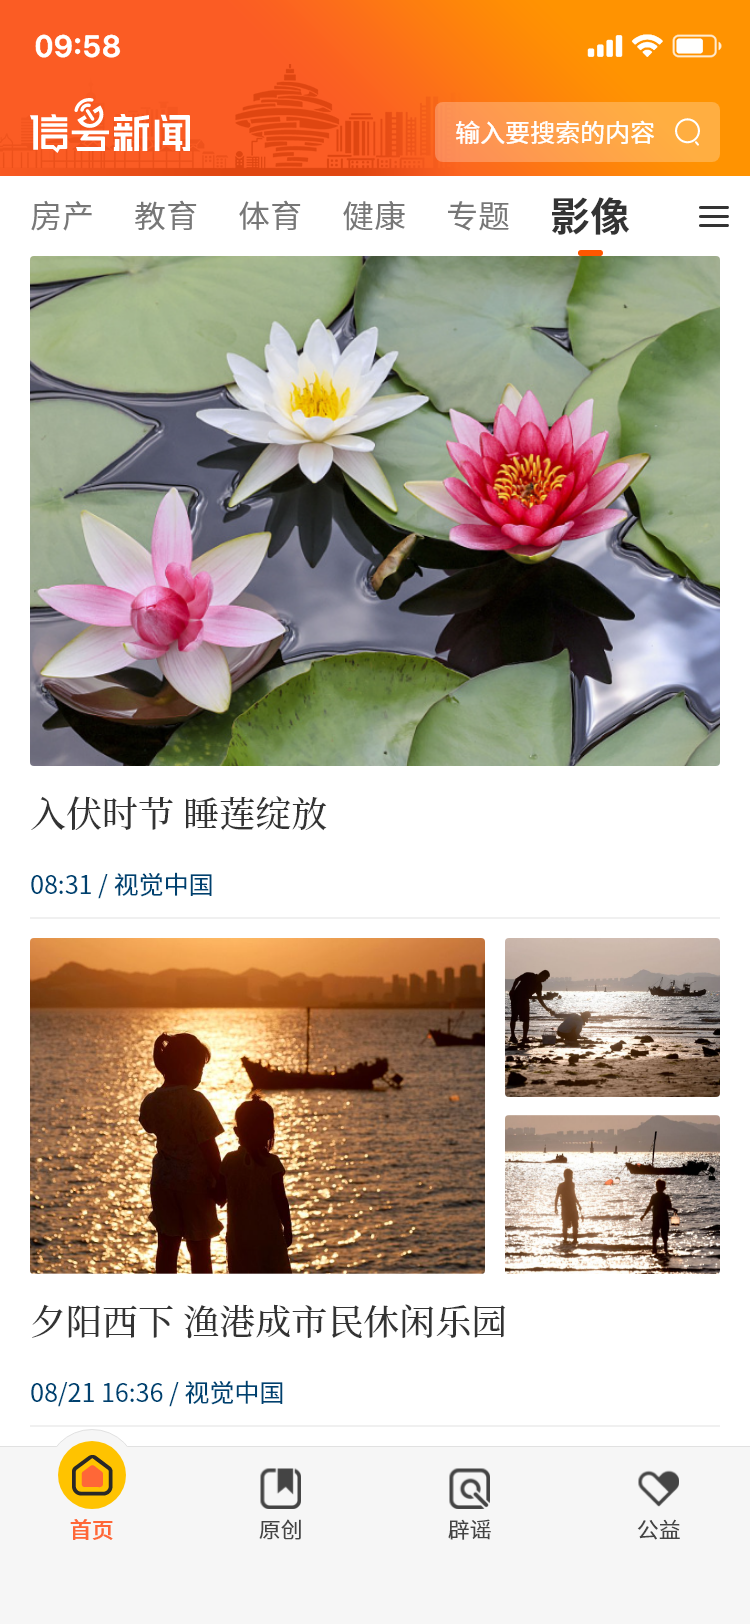 09:58
信号新闻
输入要搜索的内容
房产 教育 体育 健康 专题 影像
入伏时节 睡莲绽放
08:31 / 视觉中国
夕阳西下 渔港成市民休闲乐园
08/21 16:36 / 视觉中国
首页 原创 辟谣 公益